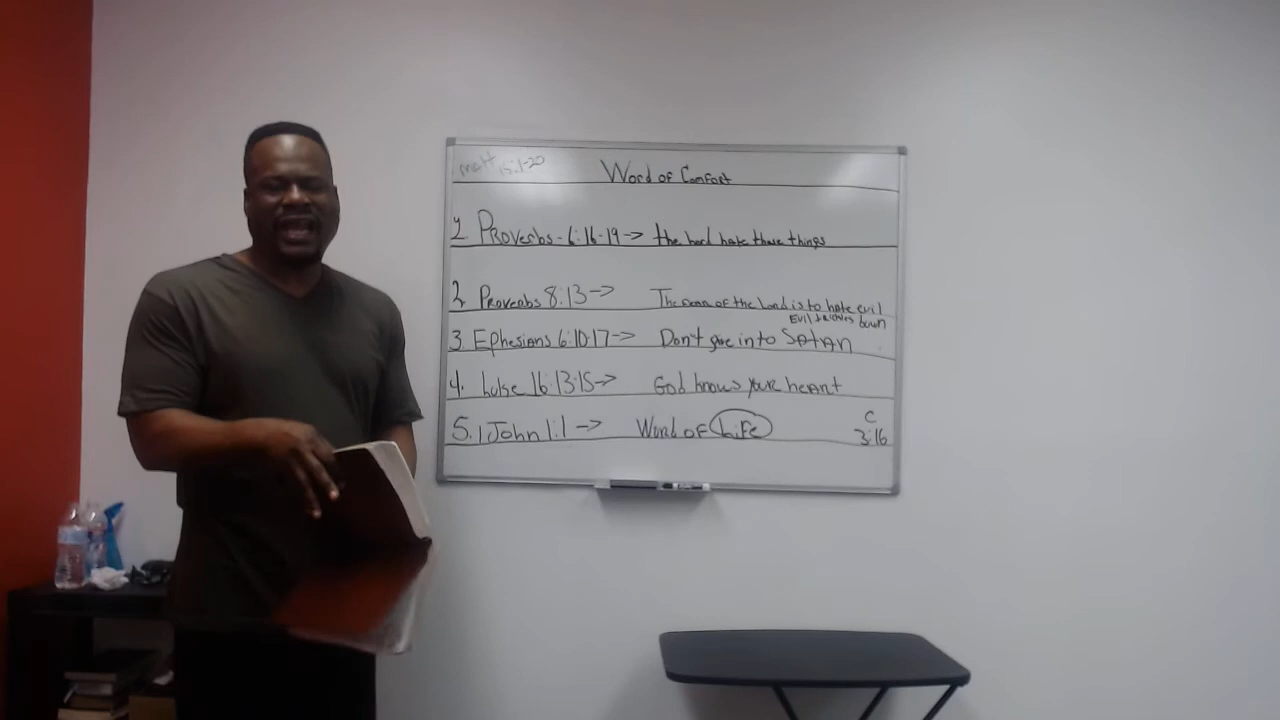 matt 15:1-20
Word of Comfort
1. Proverbs - 6:16-19 -> the lord hate these things
2. Proverbs 8:13 -> The fear of the Lord is to hate evil
Evil
3. Ephesians 6:10:17 -> Don't give in to SATAN
4. Luke 16:13:15 -> God knows your heart
5. 1 John 1:1 -> Word of Life
C
3:16